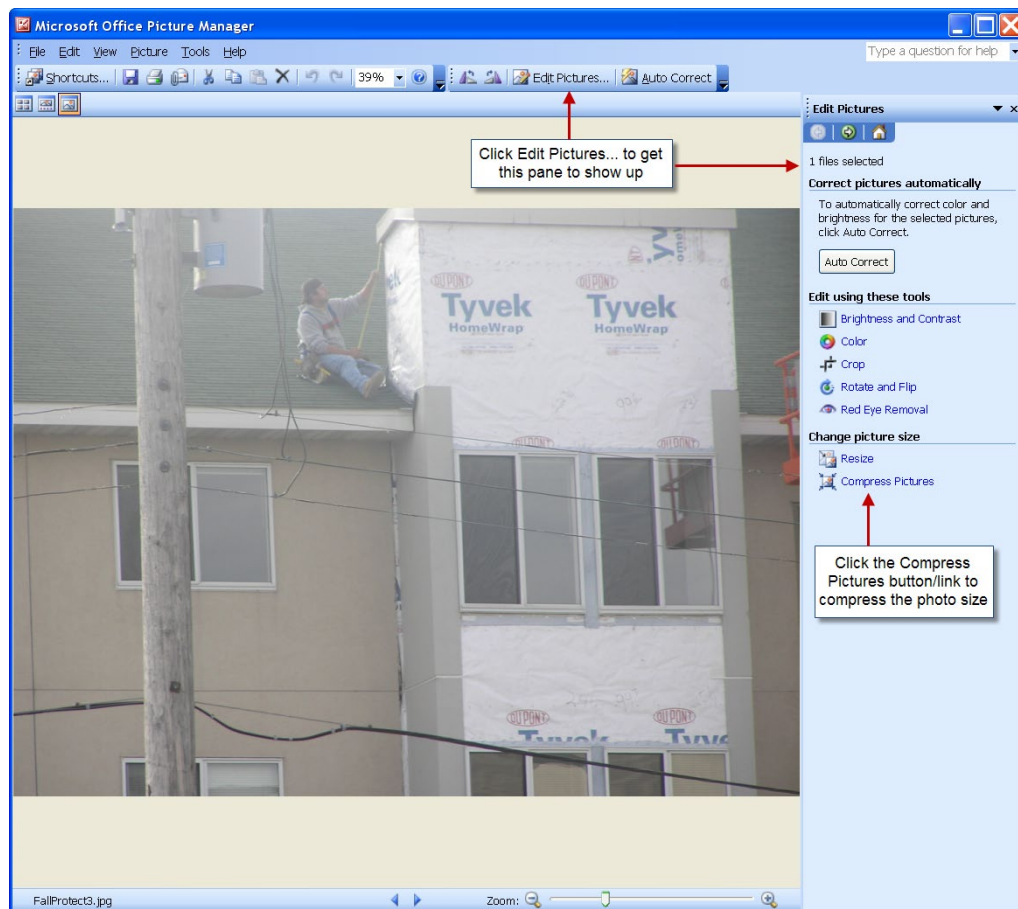 Microsoft Office Picture Manager
File Edit View Picture Tools Help
Type a question for help
Shortcuts... 39% Edit Pictures... Auto Correct
Edit Pictures
Click Edit Pictures... to get
this pane to show up
1 files selected
Correct pictures automatically
To automatically correct color and
brightness for the selected pictures,
click Auto Correct.
Auto Correct
Edit using these tools
Brightness and Contrast
Color
Crop
Rotate and Flip
Red Eye Removal
Change picture size
Resize
Compress Pictures
Click the Compress
Pictures button/link to
compress the photo size
DUPONT DUPONT
Tyvek Tyvek
HomeWrap HomeWrap
DUPONT DUPONT
DUPONT DUPONT
Tyvek Tyve
FallProtect3.jpg Zoom: